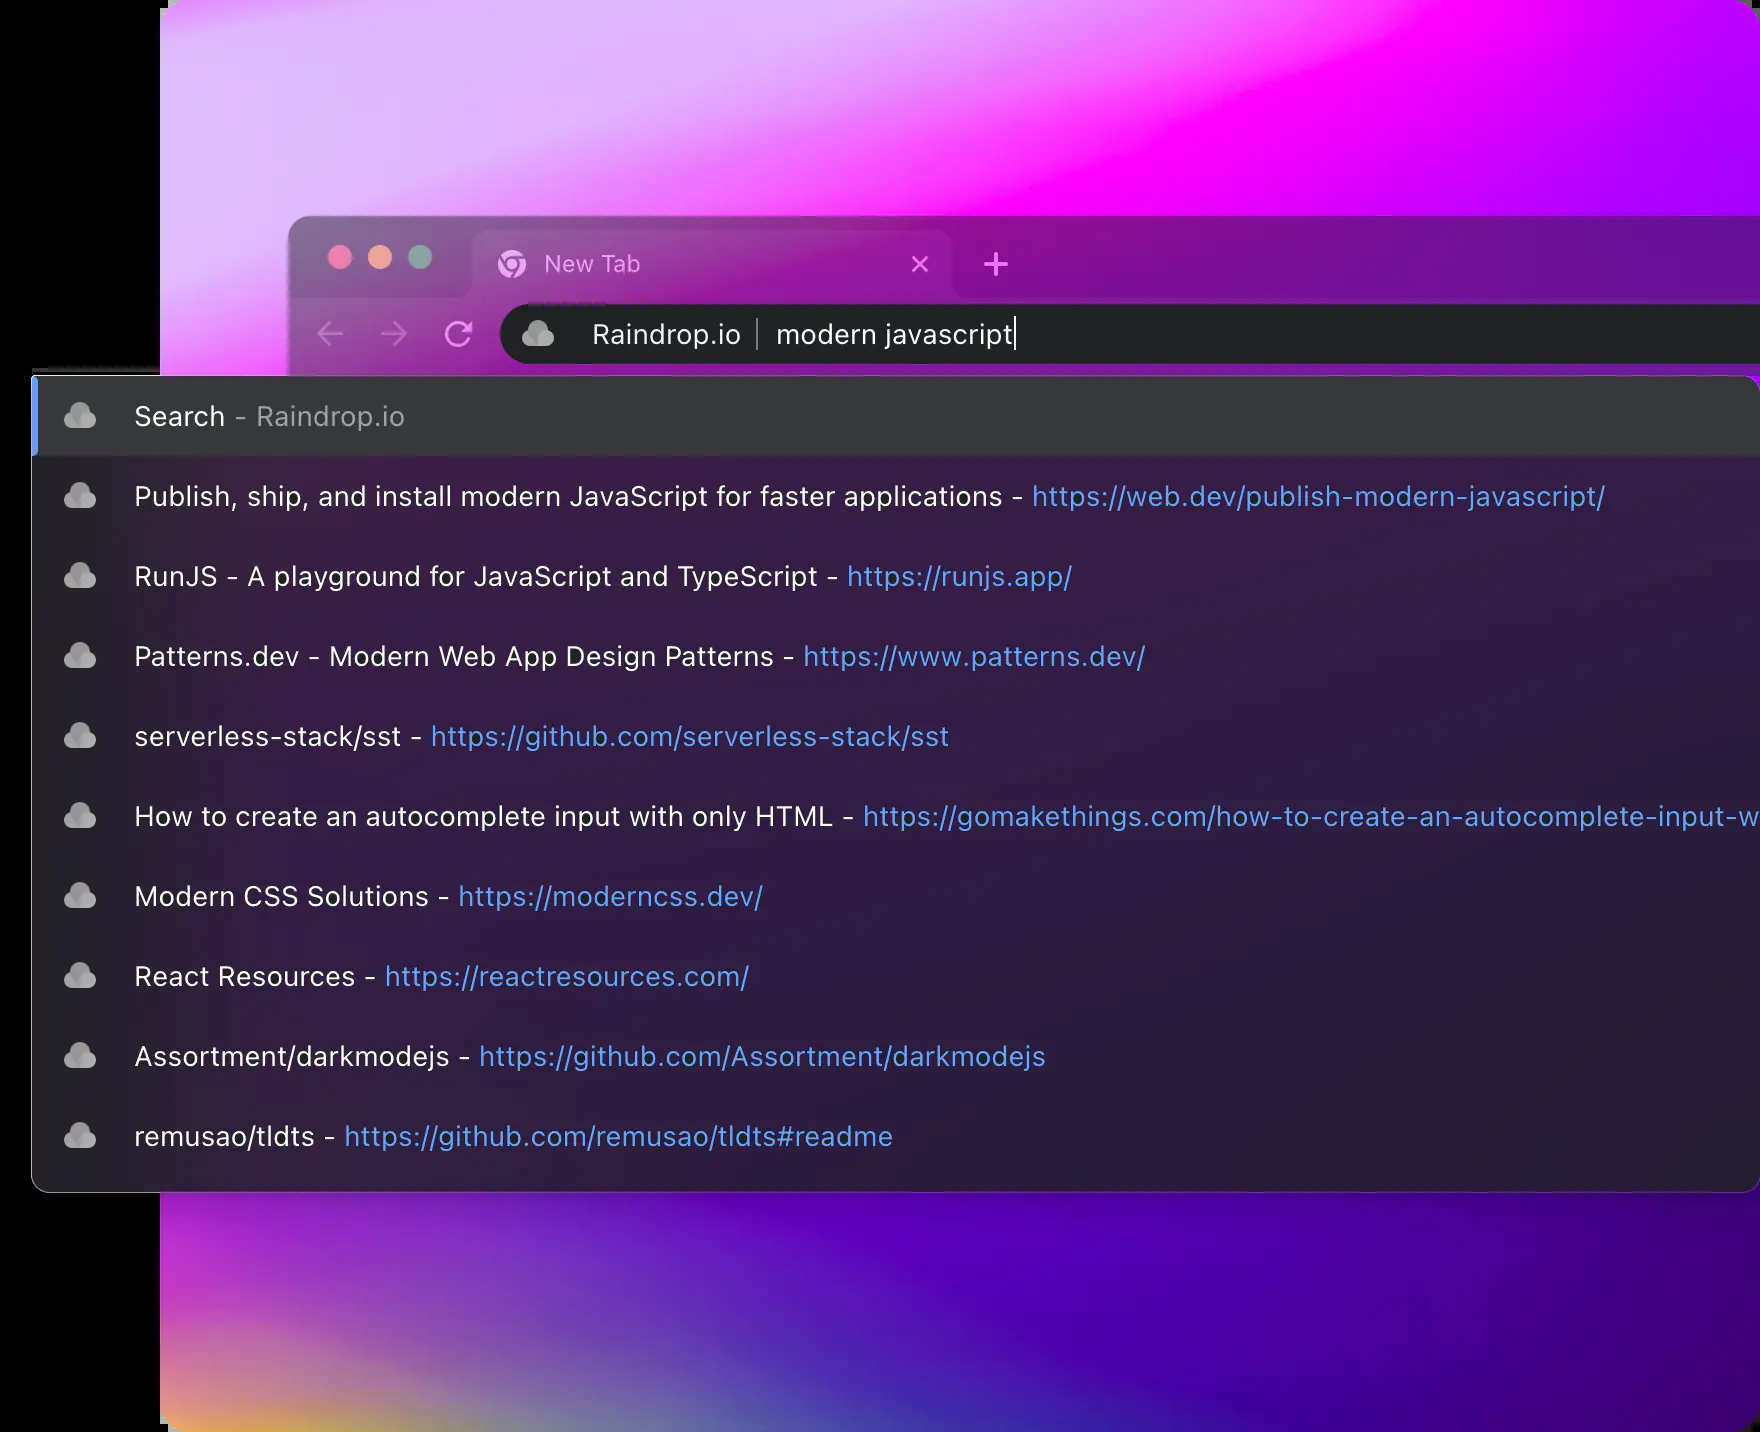 New Tab
Raindrop.io | modern javascript
Search - Raindrop.io
Publish, ship, and install modern JavaScript for faster applications - https://web.dev/publish-modern-javascript/
RunJS - A playground for JavaScript and TypeScript - https://runjs.app/
Patterns.dev - Modern Web App Design Patterns - https://www.patterns.dev/
serverless-stack/sst - https://github.com/serverless-stack/sst
How to create an autocomplete input with only HTML - https://gomakethings.com/how-to-create-an-autocomplete-input-w
Modern CSS Solutions - https://moderncss.dev/
React Resources - https://reactresources.com/
Assortment/darkmodejs - https://github.com/Assortment/darkmodejs
remusao/tldts - https://github.com/remusao/tldts#readme